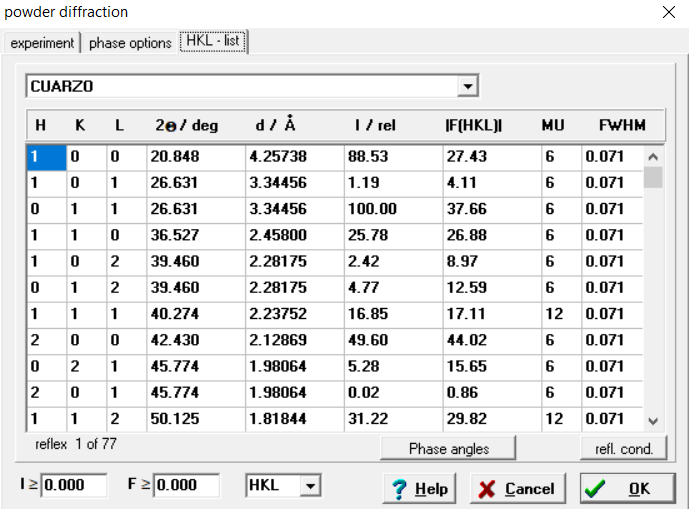 powder diffraction
experiment phase options HKL - list
CUARZO
H K L 2Θ / deg d / Å I / rel |F(HKL)| MU FWHM
1 0 0 20.848 4.25738 88.53 27.43 6 0.071
1 0 1 26.631 3.34456 1.19 4.11 6 0.071
0 1 1 26.631 3.34456 100.00 37.66 6 0.071
1 1 0 36.527 2.45800 25.78 26.88 6 0.071
1 0 2 39.460 2.28175 2.42 8.97 6 0.071
0 1 2 39.460 2.28175 4.77 12.59 6 0.071
1 1 1 40.274 2.23752 16.85 17.11 12 0.071
2 0 0 42.430 2.12869 49.60 44.02 6 0.071
0 2 1 45.774 1.98064 5.28 15.65 6 0.071
2 0 1 45.774 1.98064 0.02 0.86 6 0.071
1 1 2 50.125 1.81844 31.22 29.82 12 0.071
reflex 1 of 77 Phase angles refl. cond.
I ≥ 0.000 F ≥ 0.000 HKL ? Help Cancel OK